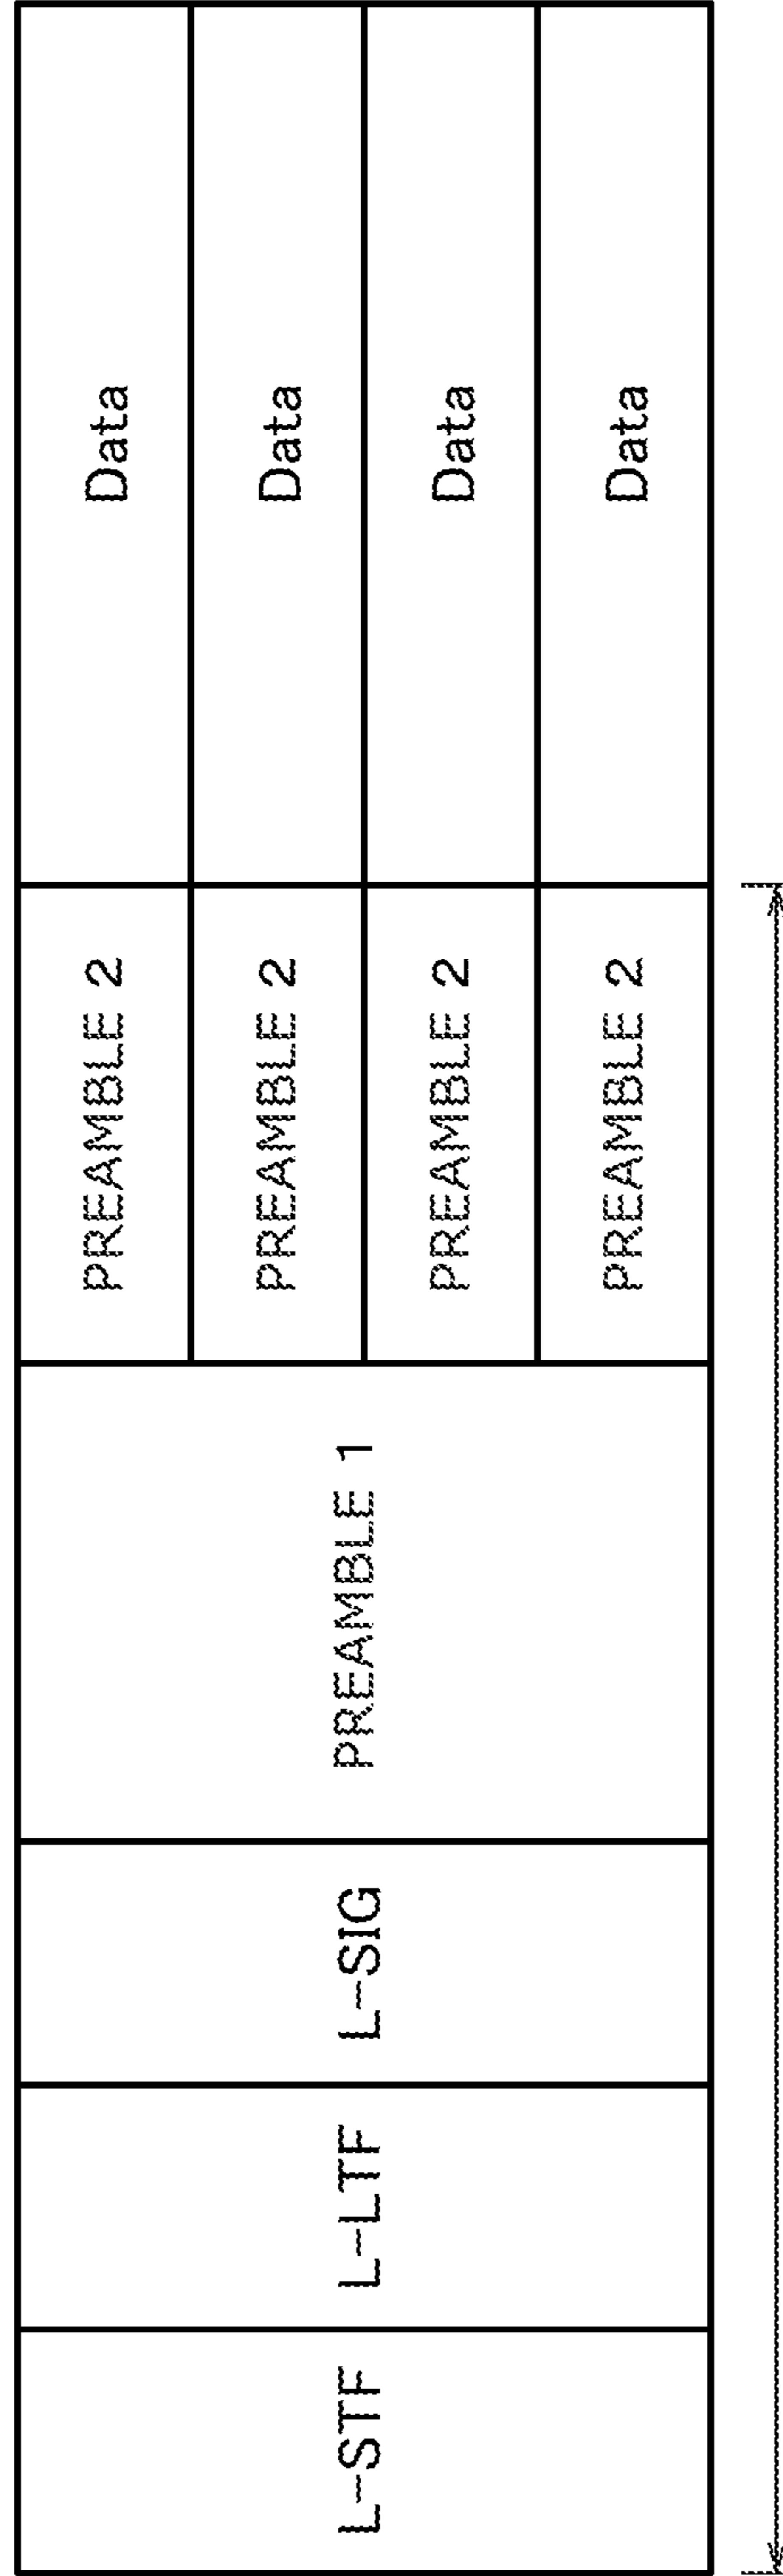 L-STF
L-LTF
L-SIG
PREAMBLE 1
PREAMBLE 2
Data
PREAMBLE 2
Data
PREAMBLE 2
Data
PREAMBLE 2
Data